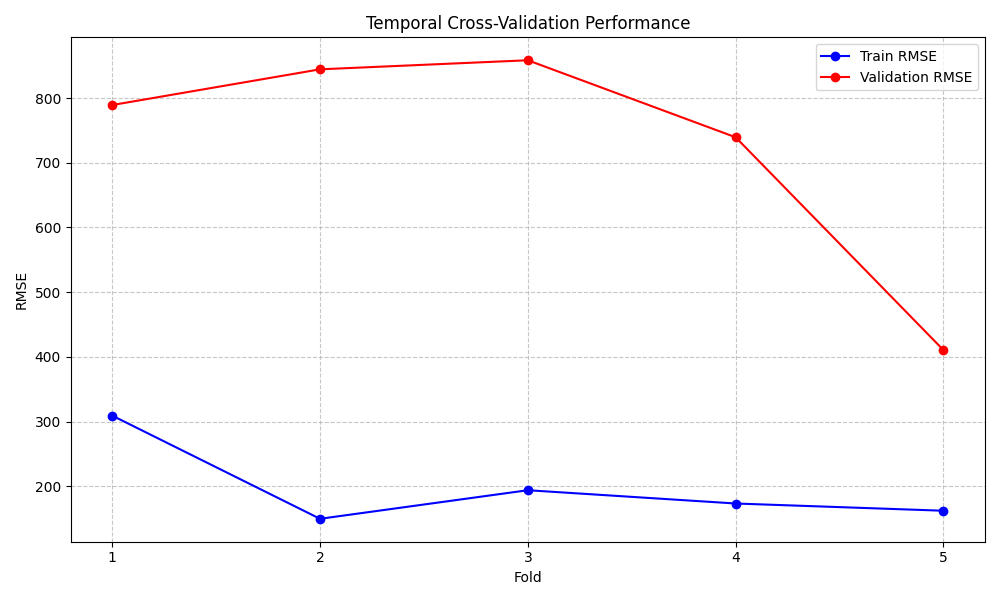 Temporal Cross-Validation Performance
Train RMSE
Validation RMSE
800
700
600
500
400
300
200
RMSE
1
2
3
4
5
Fold